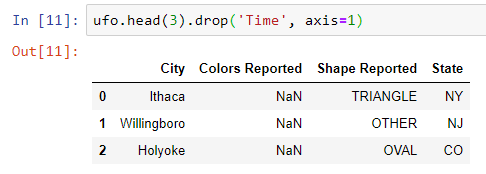 In [11]: ufo.head(3).drop('Time', axis=1)
Out[11]:
City Colors Reported Shape Reported State
0 Ithaca NaN TRIANGLE NY
1 Willingboro NaN OTHER NJ
2 Holyoke NaN OVAL CO